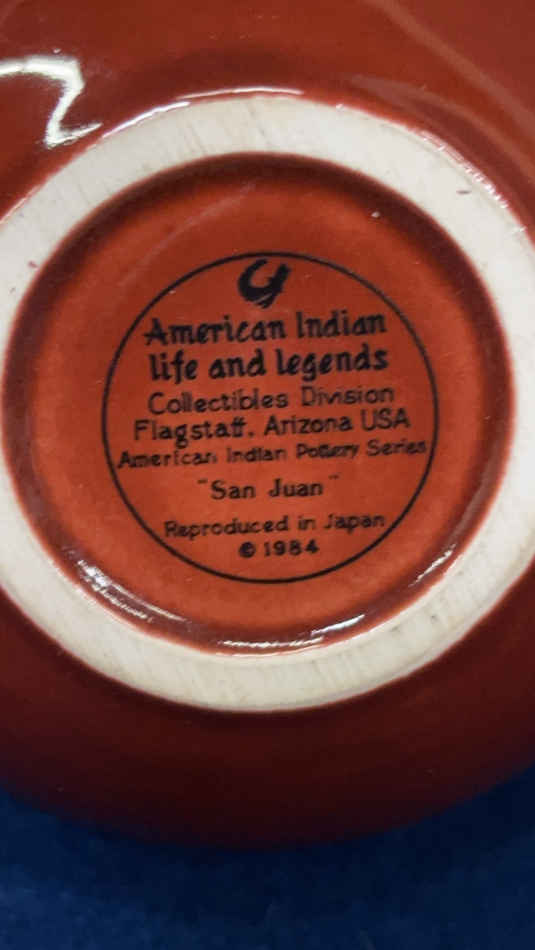 American Indian
life and legends
Collectibles Division
Flagstaff, Arizona USA
American Indian Pottery Series
"San Juan"
Reproduced in Japan
© 1984